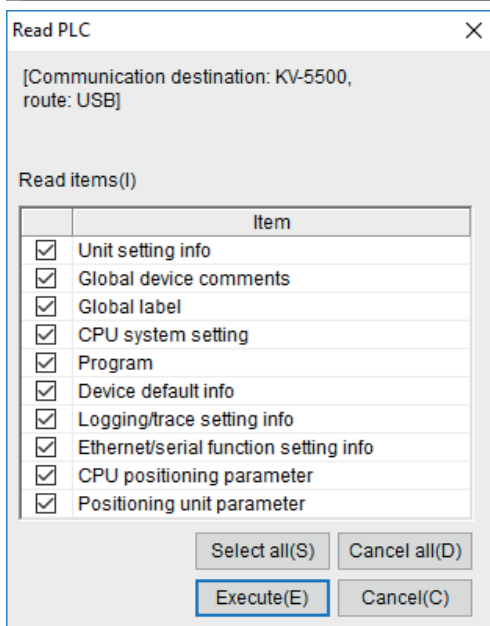 Read PLC
[Communication destination: KV-5500,
route: USB]
Read items(I)
Item
Unit setting info
Global device comments
Global label
CPU system setting
Program
Device default info
Logging/trace setting info
Ethernet/serial function setting info
CPU positioning parameter
Positioning unit parameter
Select all(S) Cancel all(D)
Execute(E) Cancel(C)